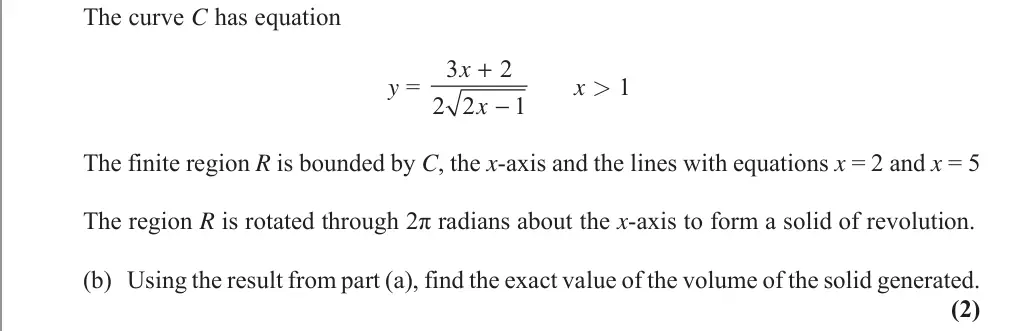 The curve C has equation
y = \frac{3x + 2}{2\sqrt{2x - 1}} x > 1
The finite region R is bounded by C, the x-axis and the lines with equations x = 2 and x = 5
The region R is rotated through 2π radians about the x-axis to form a solid of revolution.
(b) Using the result from part (a), find the exact value of the volume of the solid generated.
(2)